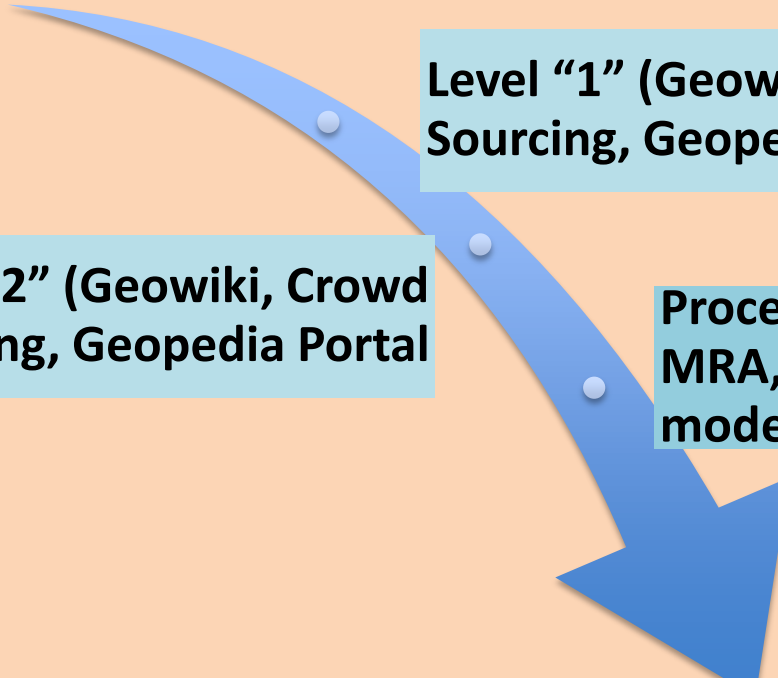 Level “1” (Geow
Sourcing, Geope
2” (Geowiki, Crowd
ng, Geopedia Portal
Proce
MRA,
mode